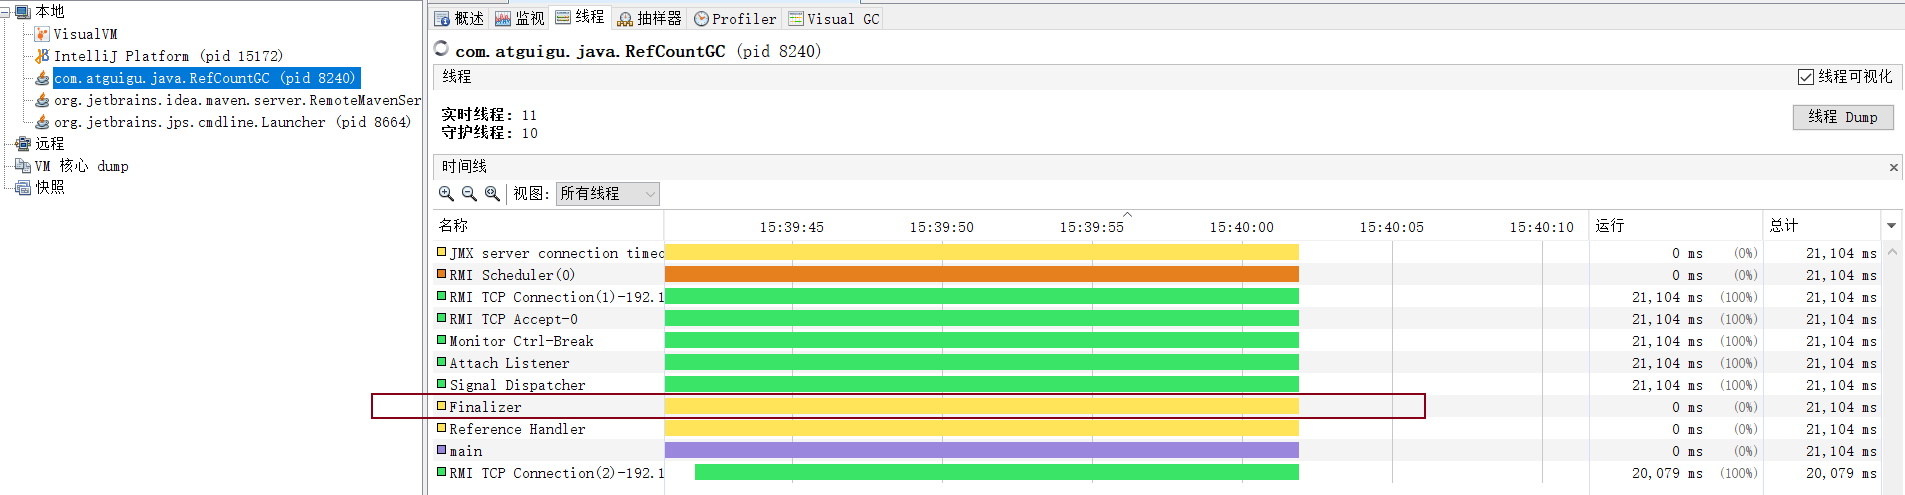 本地
VisualVM
IntelliJ Platform (pid 15172)
com.atguigu.java.RefCountGC (pid 8240)
org.jetbrains.idea.maven.server.RemoteMavenSer
org.jetbrains.jps.cmdline.Launcher (pid 8664)
远程
VM 核心 dump
快照
概述 监视 线程 抽样器 Profiler Visual GC
com.atguigu.java.RefCountGC (pid 8240)
线程 线程可视化
实时线程: 11
守护线程: 10
线程 Dump
时间线
视图: 所有线程
名称 15:39:45 15:39:50 15:39:55 15:40:00 15:40:05 15:40:10 运行 总计
JMX server connection timeo 0 ms (0%) 21,104 ms
RMI Scheduler(0) 0 ms (0%) 21,104 ms
RMI TCP Connection(1)-192.1 21,104 ms (100%) 21,104 ms
RMI TCP Accept-0 21,104 ms (100%) 21,104 ms
Monitor Ctrl-Break 21,104 ms (100%) 21,104 ms
Attach Listener 21,104 ms (100%) 21,104 ms
Signal Dispatcher 21,104 ms (100%) 21,104 ms
Finalizer 0 ms (0%) 21,104 ms
Reference Handler 0 ms (0%) 21,104 ms
main 0 ms (0%) 21,104 ms
RMI TCP Connection(2)-192.1 20,079 ms (100%) 20,079 ms